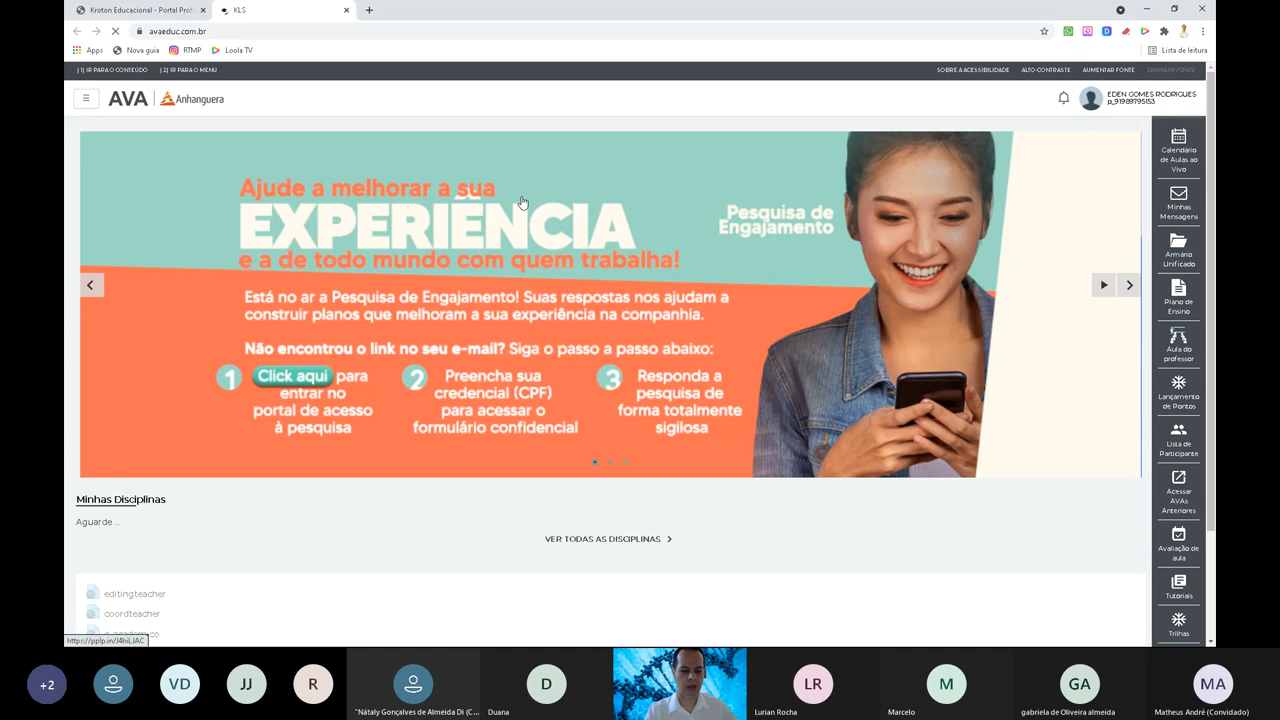 Kroton Educacional - Portal Prof
KLS
avaeduc.com.br
Apps
Nova guia
RTMP
Loola TV
Lista de leitura
| 1| IR PARA O CONTEÚDO
| 2| IR PARA O MENU
SOBRE A ACESSIBILIDADE
ALTO-CONTRASTE
AUMENTAR FONTE
DIMINUIR FONTE
AVA | Anhanguera
EDEN GOMES RODRIGUES
p_91989795153
Ajude a melhorar a sua
EXPERIÊNCIA
e a de todo mundo com quem trabalha!
Pesquisa de
Engajamento
Está no ar a Pesquisa de Engajamento! Suas respostas nos ajudam a
construir planos que melhoram a sua experiência na companhia.
Não encontrou o link no seu e-mail? Siga o passo a passo abaixo:
1 Click aqui para
entrar no
portal de acesso
à pesquisa
2 Preencha sua
credencial (CPF)
para acessar o
formulário confidencial
3 Responda a
pesquisa de
forma totalmente
sigilosa
Calendário
de Aulas ao
Vivo
Minhas
Mensagens
Armário
Unificado
Plano de
Ensino
Aula do
professor
Lançamento
de Pontos
Lista de
Participante
Acessar
AVAs
Anteriores
Avaliação de
aula
Tutoriais
Trilhas
Minhas Disciplinas
Aguarde ...
VER TODAS AS DISCIPLINAS
editingteacher
coordteacher
https://pplp.in/J4hiLJAC
+2
VD
JJ
R
"Nátaly Gonçalves de Almeida Di (C...
D
Duana
LR
Lurian Rocha
M
Marcelo
GA
gabriela de Oliveira almeida
MA
Matheus André (Convidado)